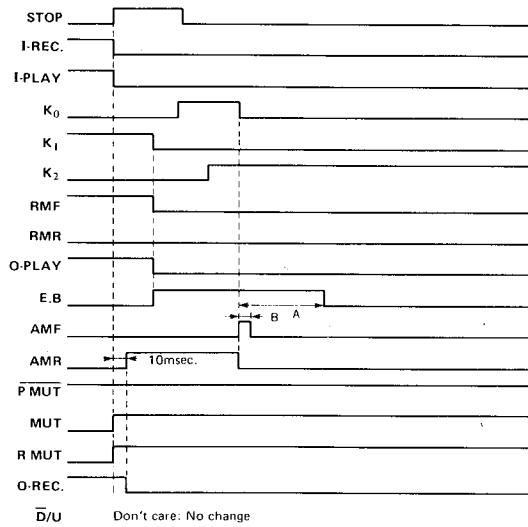 STOP
I-REC.
I-PLAY
K0
K1
K2
RMF
RMR
O-PLAY
E.B
A
B
AMF
AMR
10msec.
P MUT
MUT
R MUT
O-REC.
D/U Don't care: No change